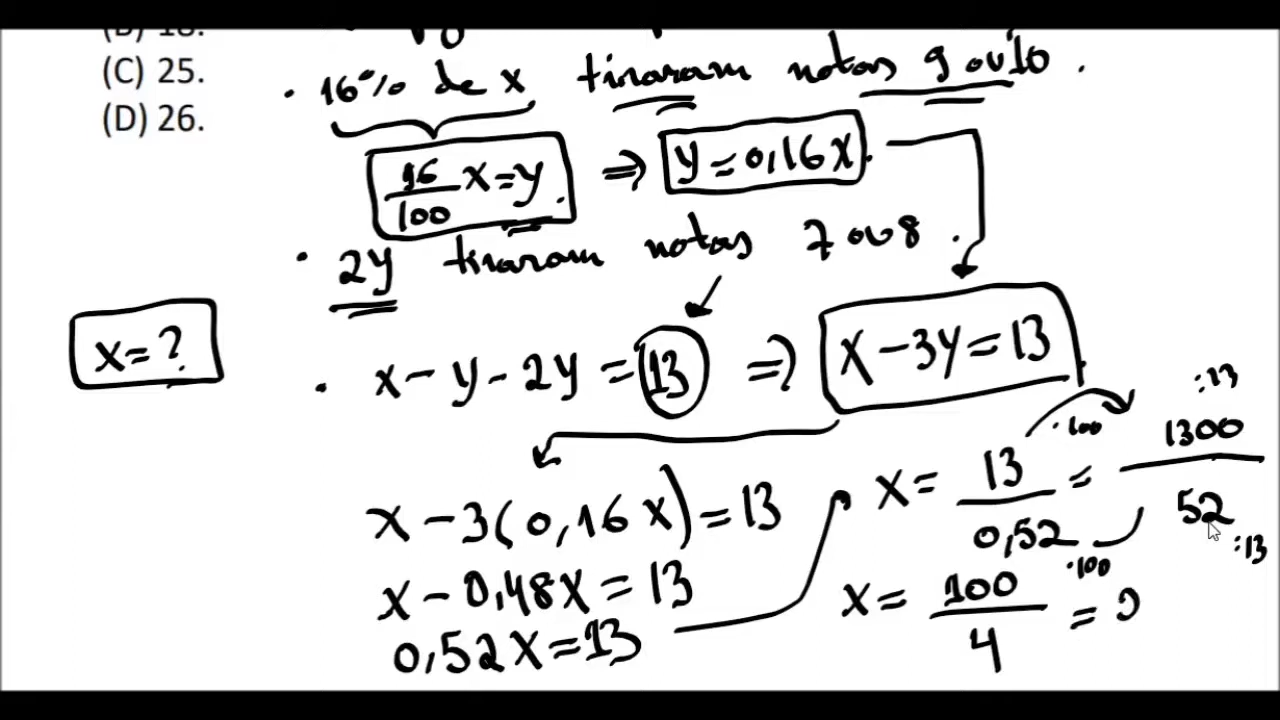 (B) 18.
(C) 25.
(D) 26.
• 16% de x tiraram notas 9 ou 10.
16/100 x = y ⇒ y = 0,16x.
• 2y tiraram notas 7 ou 8.
x = ?
• x - y - 2y = 13 ⇒ x - 3y = 13
x - 3(0,16x) = 13
x - 0,48x = 13
0,52x = 13
:13
·100
x = 13/0,52 = 1300/52
·100
:13
x = 100/4 =